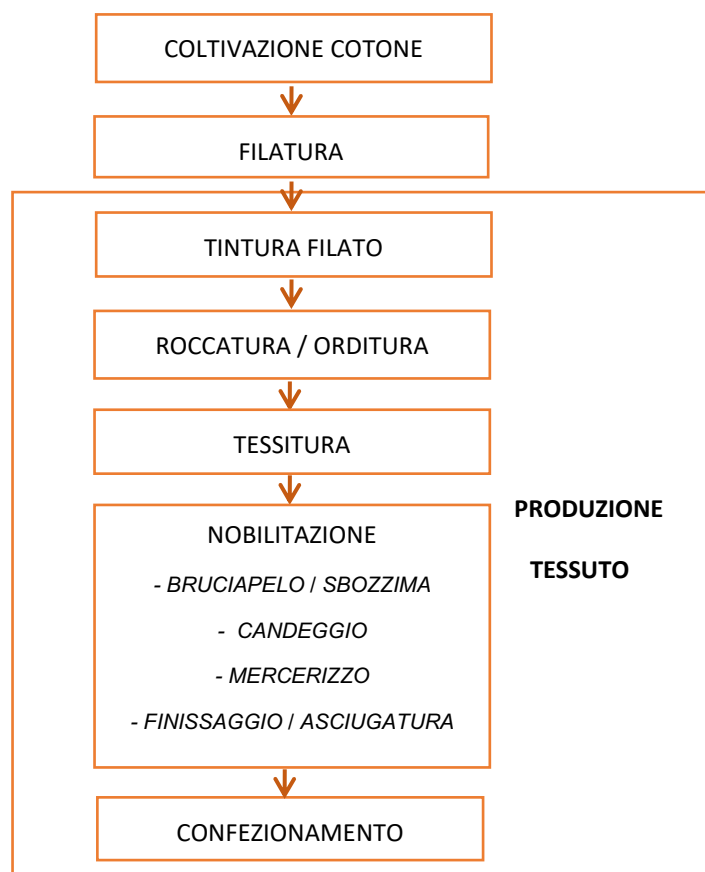 COLTIVAZIONE COTONE
FILATURA
TINTURA FILATO
ROCCATURA / ORDITURA
TESSITURA
NOBILITAZIONE
- BRUCIAPELO / SBOZZIMA
- CANDEGGIO
- MERCERIZZO
- FINISSAGGIO / ASCIUGATURA
PRODUZIONE
TESSUTO
CONFEZIONAMENTO